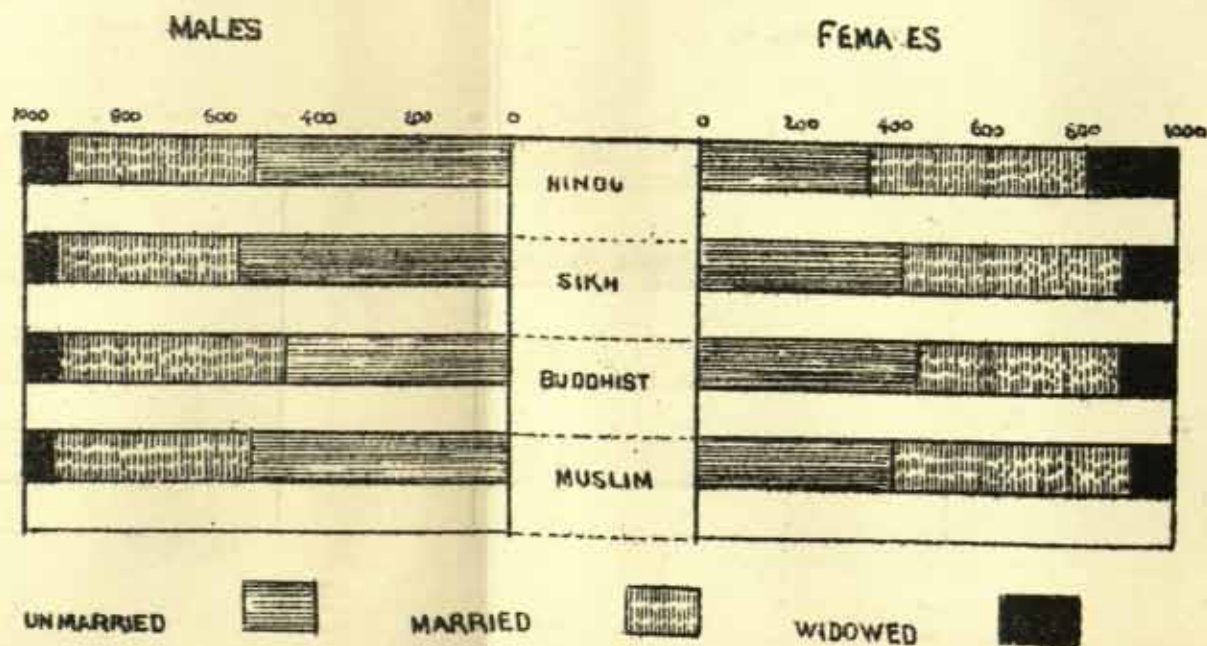 MALES
FEMA ES
1000 800 600 400 200 0
0 200 400 600 800 1000
HINDU
SIKH
BUDDHIST
MUSLIM
UNMARRIED MARRIED WIDOWED